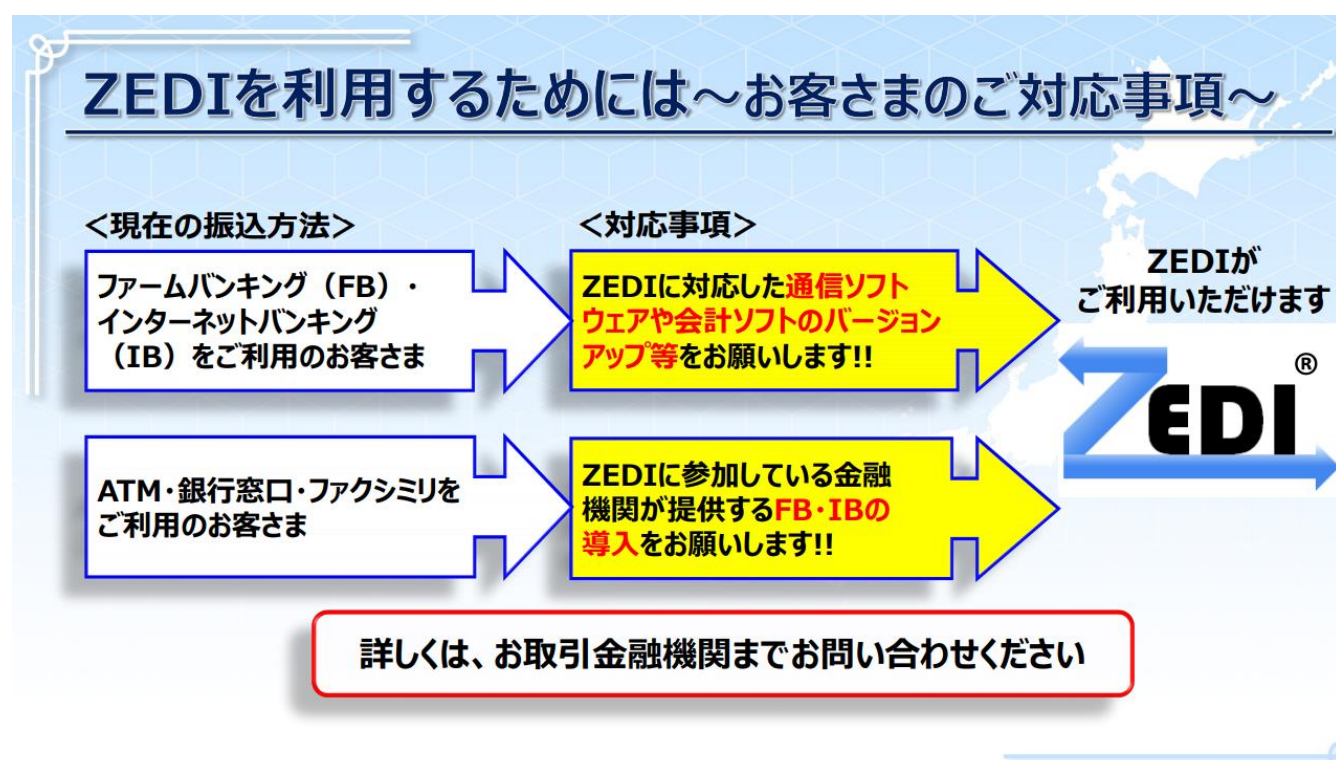 ZEDIを利用するためには~お客さまのご対応事項~
<現在の振込方法>
ファームバンキング(FB)・
インターネットバンキング
(IB)をご利用のお客さま
<対応事項>
ZEDIに対応した通信ソフト
ウェアや会計ソフトのバージョン
アップ等をお願いします!!
ATM・銀行窓口・ファクシミリを
ご利用のお客さま
ZEDIに参加している金融
機関が提供するFB・IBの
導入をお願いします!!
ZEDIが
ご利用いただけます
ZEDI®
詳しくは、お取引金融機関までお問い合わせください